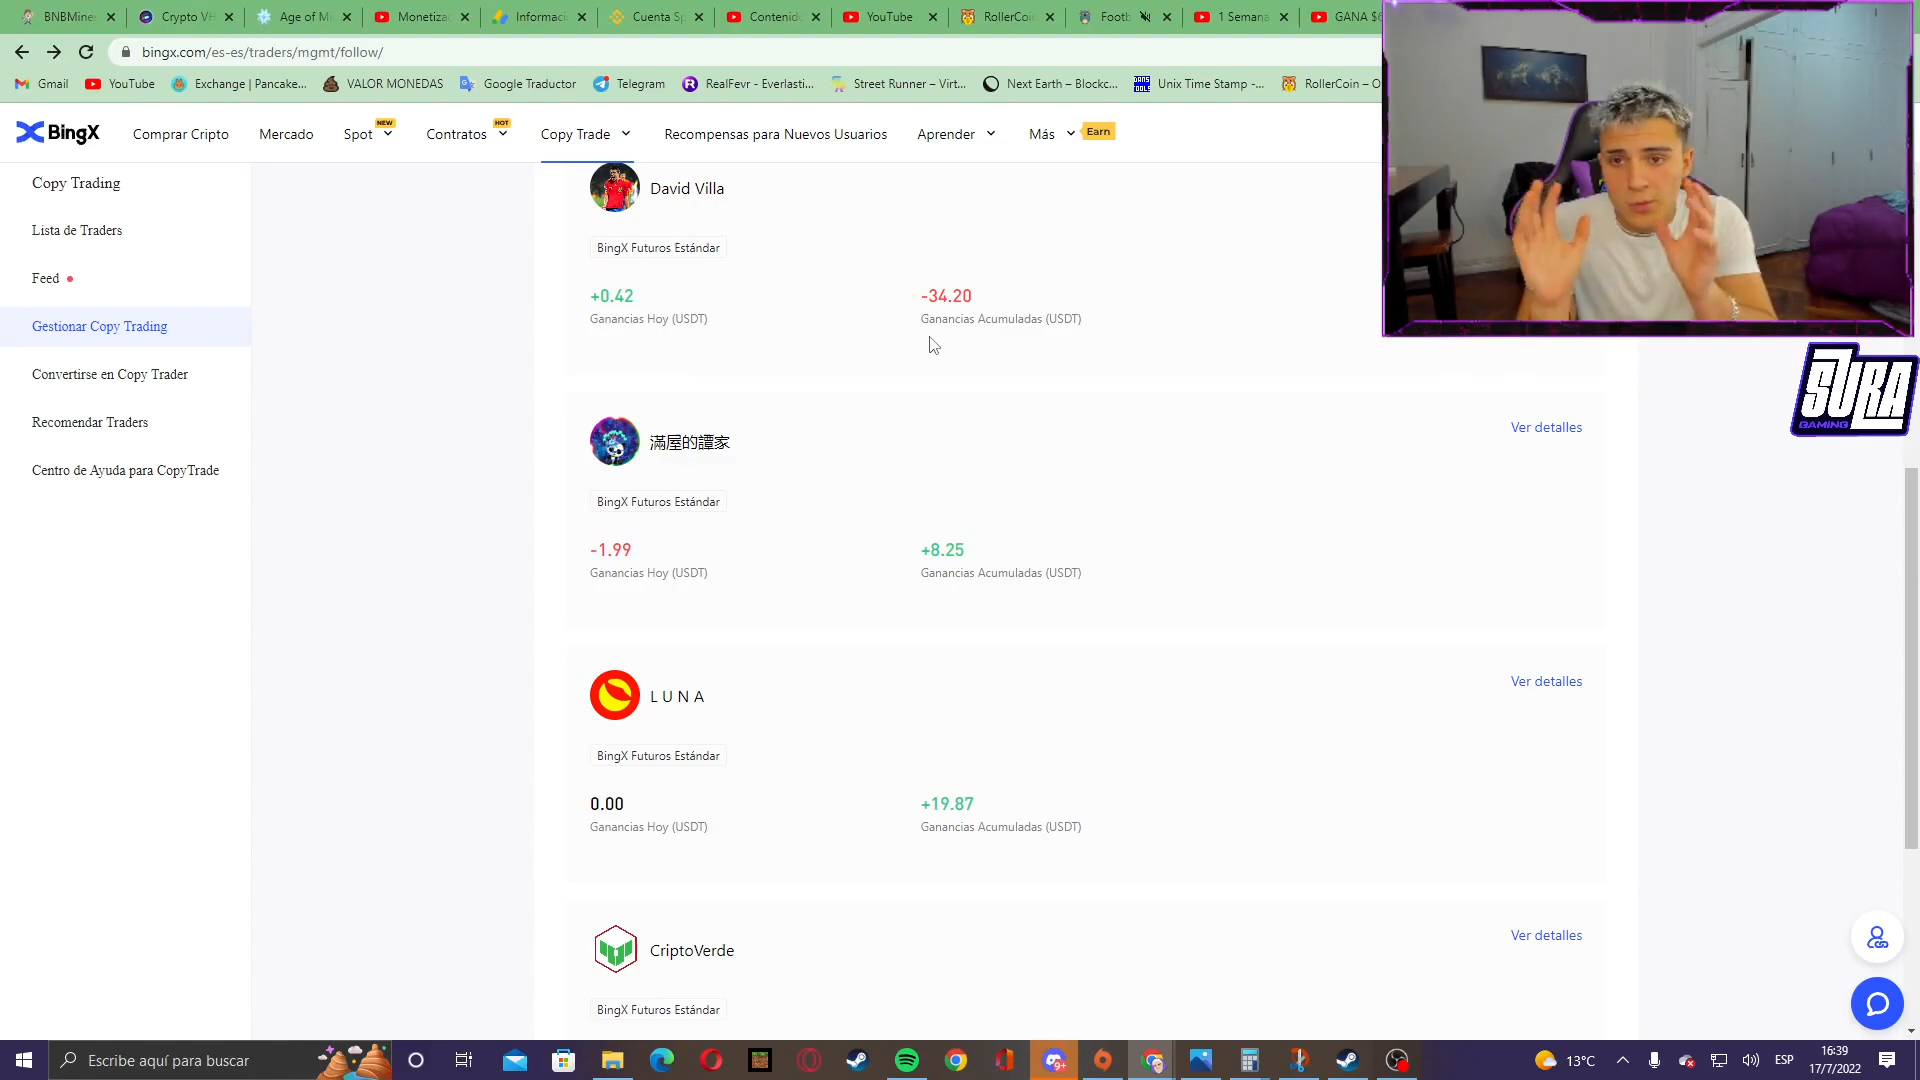 BNBMine
Crypto VH
Age of Mi
Monetizac
Informaci
Cuenta Sp
Contenido
YouTube
RollerCoin
Footb
1 Semana
GANA $6
bingx.com/es-es/traders/mgmt/follow/
Gmail
YouTube
Exchange | Pancake...
VALOR MONEDAS
Google Traductor
Telegram
RealFevr - Everlasti...
Street Runner – Virt...
Next Earth – Blockc...
Unix Time Stamp -...
RollerCoin – O
BingX
Comprar Cripto
Mercado
Spot
NEW
Contratos
HOT
Copy Trade
Recompensas para Nuevos Usuarios
Aprender
Más
Earn
Copy Trading
Lista de Traders
Feed
Gestionar Copy Trading
Convertirse en Copy Trader
Recomendar Traders
Centro de Ayuda para CopyTrade
David Villa
BingX Futuros Estándar
+0.42
-34.20
Ganancias Hoy (USDT)
Ganancias Acumuladas (USDT)
滿屋的譚家
Ver detalles
BingX Futuros Estándar
-1.99
+8.25
Ganancias Hoy (USDT)
Ganancias Acumuladas (USDT)
L U N A
Ver detalles
BingX Futuros Estándar
0.00
+19.87
Ganancias Hoy (USDT)
Ganancias Acumuladas (USDT)
CriptoVerde
Ver detalles
BingX Futuros Estándar
SURA
GAMING
Escribe aquí para buscar
9+
13°C
ESP
16:39
17/7/2022